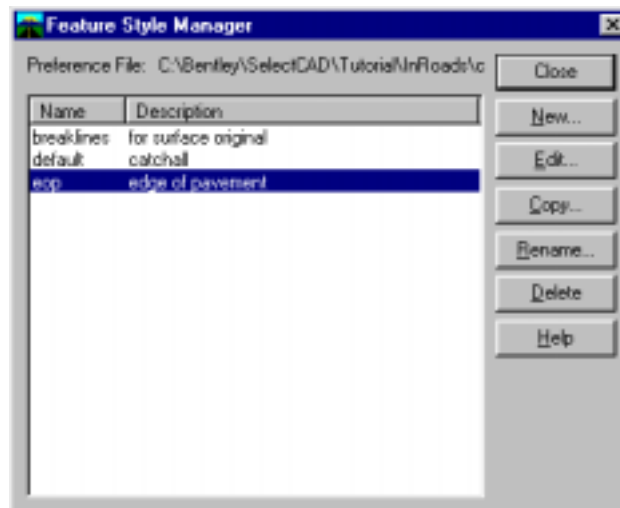 Feature Style Manager
Preference File: C:\Bentley\SelectCAD\Tutorial\InRoads\c
Close
Name Description
New...
breaklines for surface original
default catchall
Edit...
eop edge of pavement
Copy...
Rename...
Delete
Help